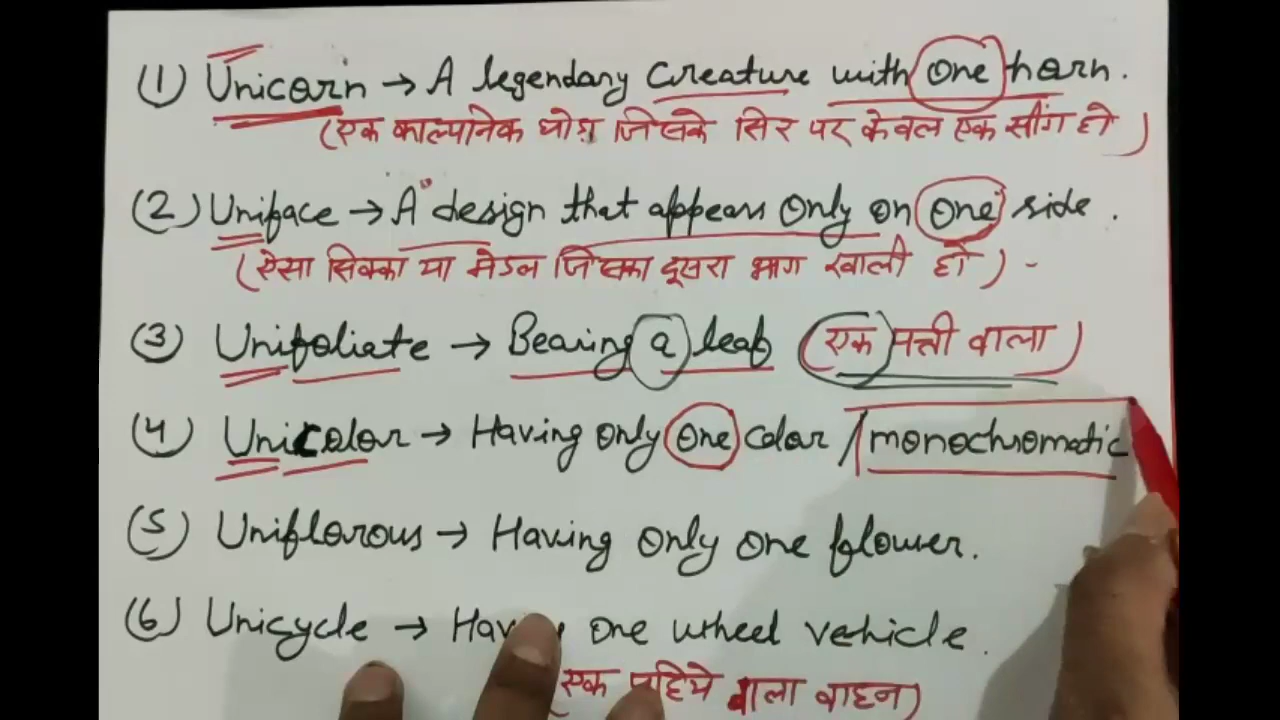 (1) Unicorn → A legendary creature with one horn.
(एक काल्पनिक घोड़ा जिसके सिर पर केवल एक सींग हो)
(2) Uniface → A design that appears only on one side.
(ऐसा सिक्का या मेडल जिसका दूसरा भाग खाली हो) -
(3) Unifoliate → Bearing a leaf (एक पत्ती वाला)
(4) Unicolor → Having only one color / monochromatic
(5) Uniflorous → Having only one flower.
(6) Unicycle → Having one wheel vehicle.
(एक पहिये वाला वाहन)